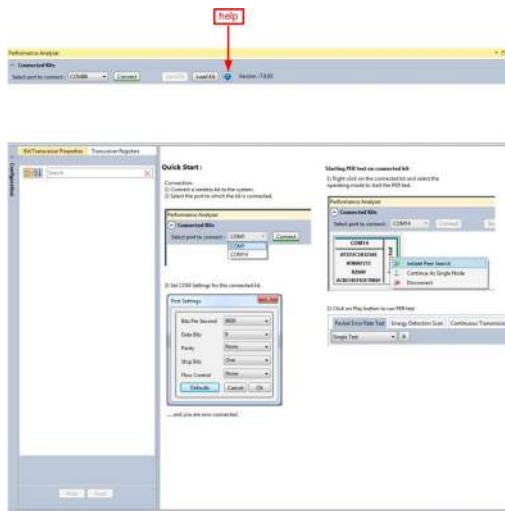 help
Performance Analyzer
Connected Kits
Select port to connect : COM88 Connect Save Kit Load Kit Version : 7.0.83
Kit/Transceiver Properties Transceiver Registers
Configuration
Search
Quick Start :
Connection:
1) Connect a wireless kit to the system.
2) Select the port to which the kit is connected.
Performance Analyzer
Connected Kits
Select port to connect : COM1 Connect
COM1
COM14
3) Set COM Settings for the connected kit.
Port Settings
Bits Per Second 9600
Data Bits 8
Parity None
Stop Bits One
Flow Control None
Defaults Cancel Ok
.... and you are now connected.
Starting PER test on connected kit:
1) Right click on the connected kit and select the
operating mode to start the PER test.
Performance Analyzer
Connected Kits
Select port to connect : COM14 Connect
COM14
Initiate Peer Search
Continue As Single Node
Disconnect
2) Click on Play button to run PER test
Packet Error Rate Test Energy Detection Scan Continuous Transmission
Single Test
Write Read